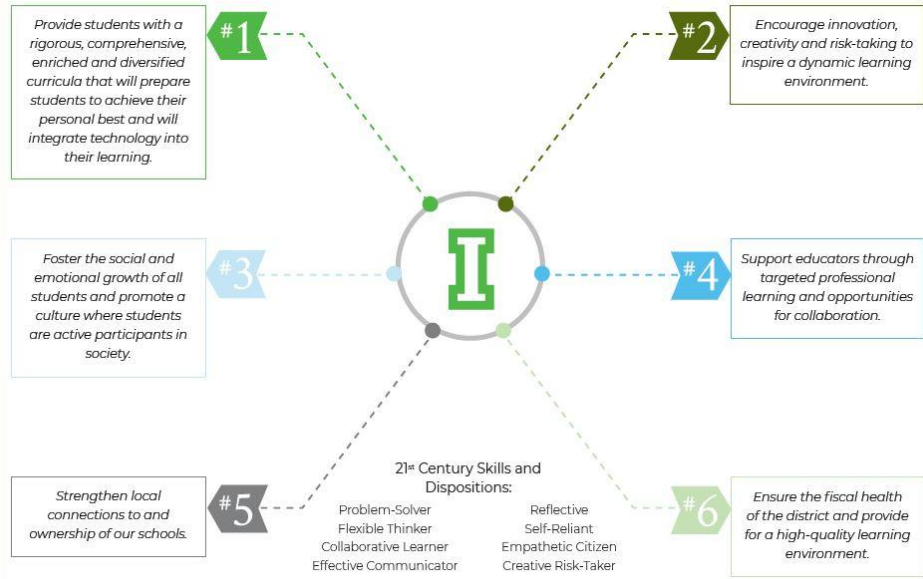 Provide students with a
rigorous, comprehensive,
enriched and diversified
curricula that will prepare
students to achieve their
personal best and will
integrate technology into
their learning.
#1
#2
Encourage innovation,
creativity and risk-taking to
inspire a dynamic learning
environment.
Foster the social and
emotional growth of all
students and promote a
culture where students
are active participants in
society.
#3
I
#4
Support educators through
targeted professional
learning and opportunities
for collaboration.
Strengthen local
connections to and
ownership of our schools.
#5
21st Century Skills and
Dispositions:
Problem-Solver
Flexible Thinker
Collaborative Learner
Effective Communicator
Reflective
Self-Reliant
Empathetic Citizen
Creative Risk-Taker
#6
Ensure the fiscal health
of the district and provide
for a high-quality learning
environment.